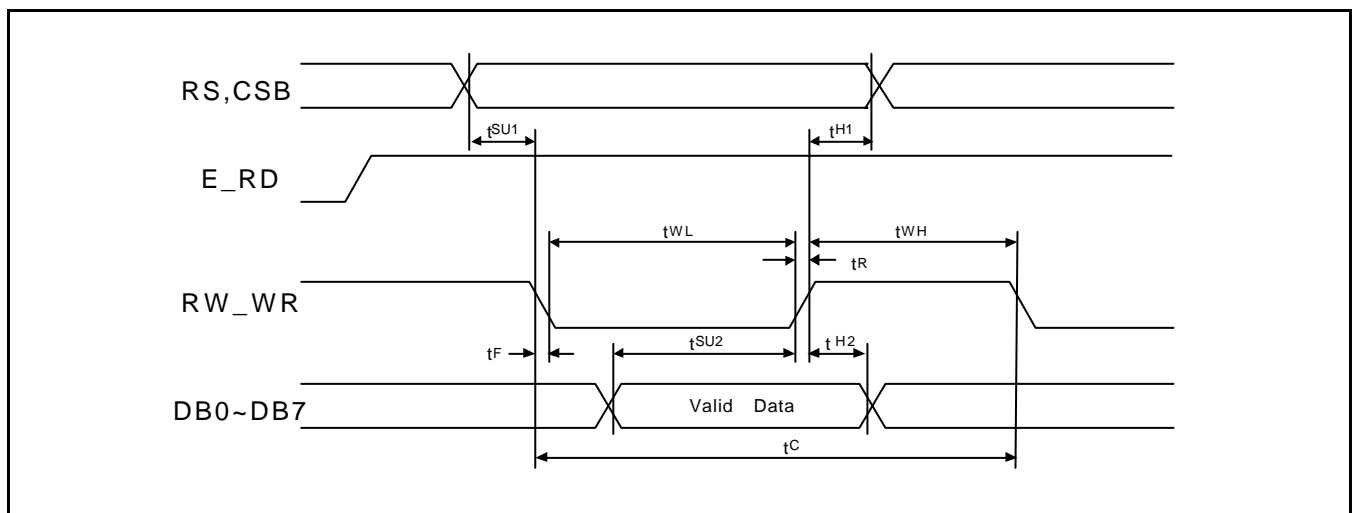 RS,CSB
tSU1
tH1
E_RD
tWL
tWH
tR
RW_WR
tF
tSU2
tH2
DB0~DB7
Valid Data
tC